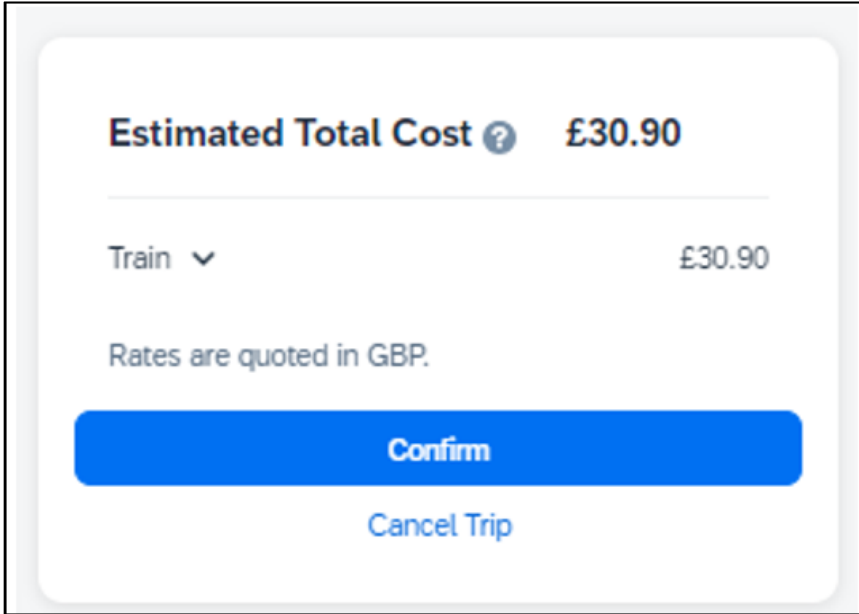 Estimated Total Cost ? £30.90
Train £30.90
Rates are quoted in GBP.
Confirm
Cancel Trip